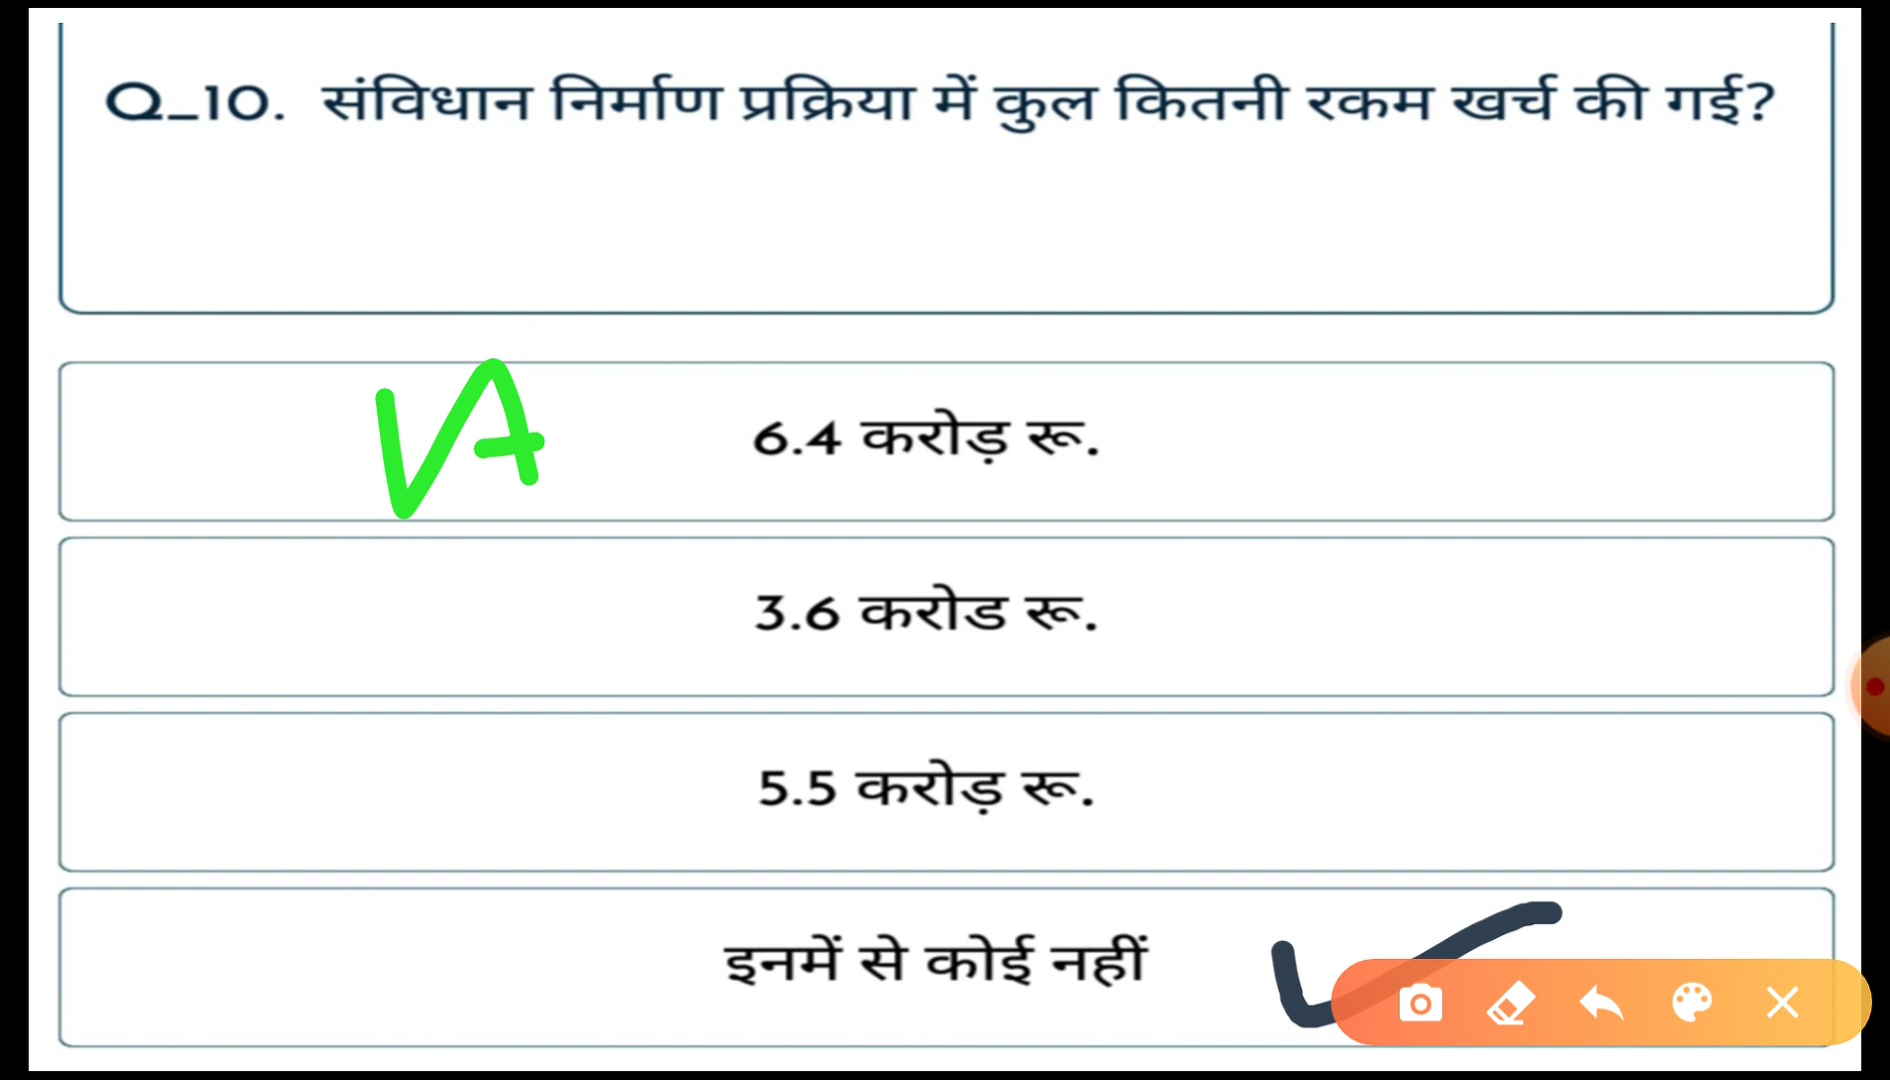 Q_10. संविधान निर्माण प्रक्रिया में कुल कितनी रकम खर्च की गई?
6.4 करोड़ रू.
3.6 करोड रू.
5.5 करोड़ रू.
इनमें से कोई नहीं